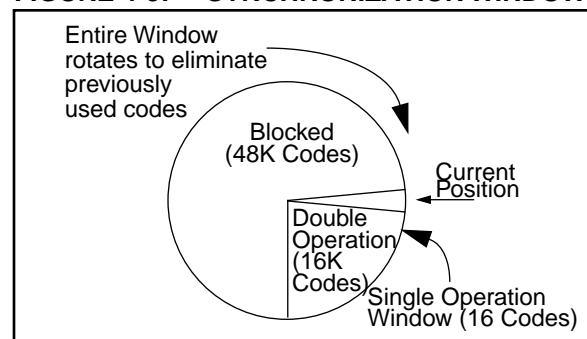 Entire Window
rotates to eliminate
previously
used codes
Blocked
(48K Codes)
Current
Position
Double
Operation
(16K
Codes)
Single Operation
Window (16 Codes)